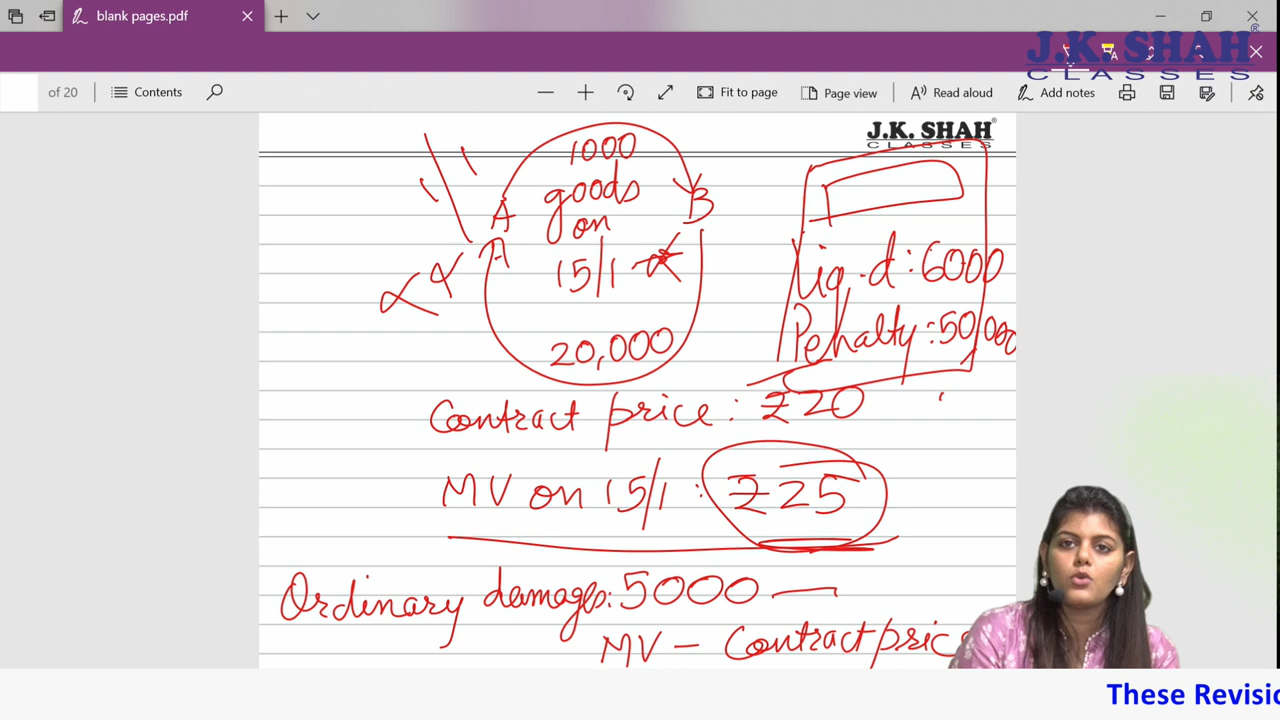 blank pages.pdf
J.K. SHAH®
CLASSES
of 20
Contents
Fit to page
Page view
Read aloud
Add notes
J.K. SHAH®
CLASSES
1000
goods
on
A
B
A
15/1
20,000
Liq. d: 6000
Penalty: 50,000
Contract price: ₹20
MV on 15/1: ₹25
Ordinary damages: 5000
MV - Contract price
These Revisi